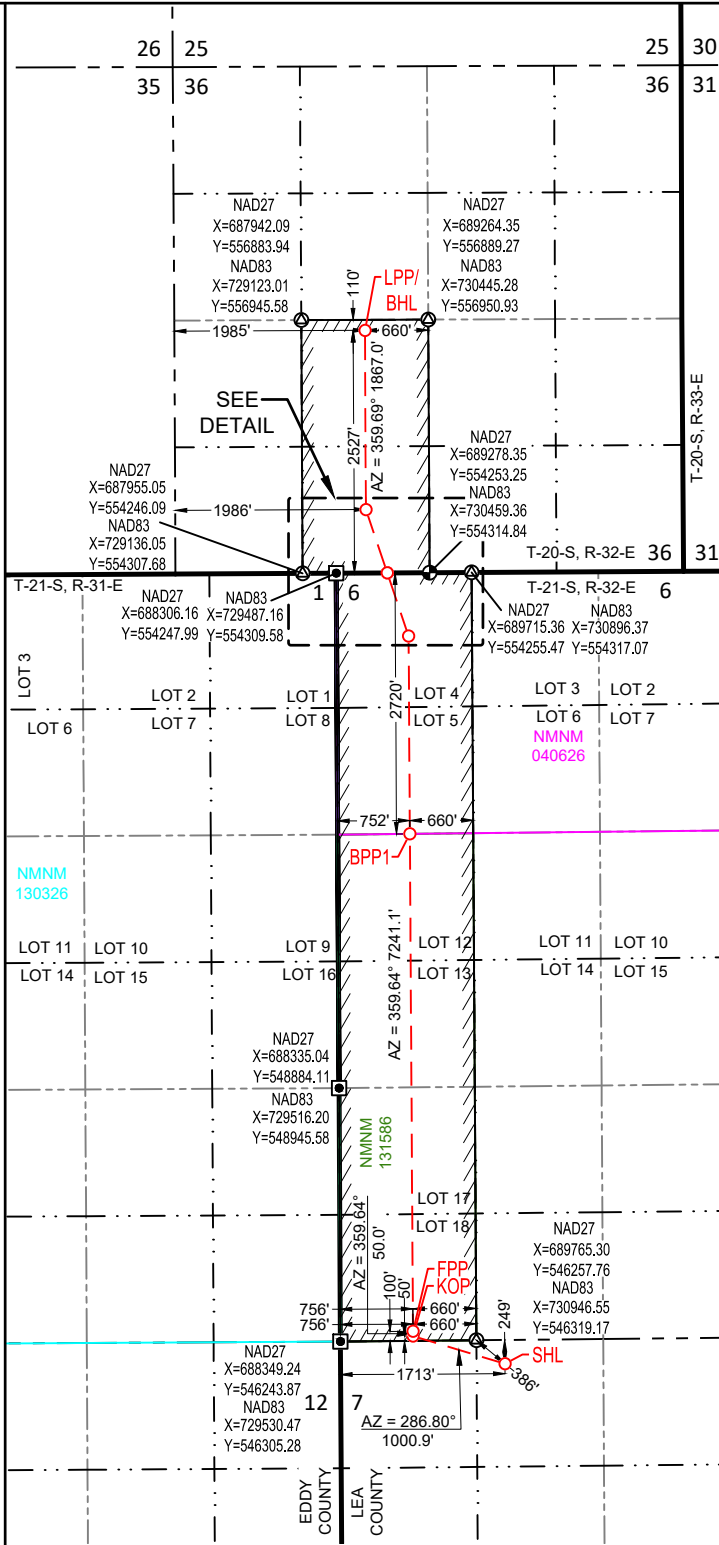 26 25
25 30
35 36
36 31
NAD27
X=687942.09
Y=556883.94
NAD83
X=729123.01
Y=556945.58
NAD27
X=689264.35
Y=556889.27
NAD83
X=730445.28
Y=556950.93
110'
LPP/
BHL
1985'
660'
AZ = 359.69° 1867.0'
2527'
T-20-S, R-33-E
SEE
DETAIL
NAD27
X=689278.35
Y=554253.25
NAD83
X=730459.36
Y=554314.84
NAD27
X=687955.05
Y=554246.09
NAD83
X=729136.05
Y=554307.68
1986'
T-20-S, R-32-E 36 31
T-21-S, R-31-E
1 6
T-21-S, R-32-E 6
NAD27
X=688306.16
Y=554247.99
NAD83
X=729487.16
Y=554309.58
NAD27
X=689715.36
Y=554255.47
NAD83
X=730896.37
Y=554317.07
LOT 3
LOT 2
LOT 1
LOT 4
LOT 3
LOT 2
LOT 6
LOT 7
LOT 8
LOT 5
LOT 6
LOT 7
2720'
NMNM
040626
752'
660'
BPP1
NMNM
130326
LOT 11
LOT 10
LOT 9
LOT 12
LOT 11
LOT 10
LOT 14
LOT 15
LOT 16
LOT 13
LOT 14
LOT 15
AZ = 359.64° 7241.1'
NAD27
X=688335.04
Y=548884.11
NAD83
X=729516.20
Y=548945.58
NMNM
131586
LOT 17
LOT 18
AZ = 359.64°
50.0'
100'
50'
FPP
KOP
NAD27
X=689765.30
Y=546257.76
NAD83
X=730946.55
Y=546319.17
756'
660'
756'
660'
249'
SHL
386'
1713'
NAD27
X=688349.24
Y=546243.87
NAD83
X=729530.47
Y=546305.28
12 7
AZ = 286.80°
1000.9'
EDDY
COUNTY
LEA
COUNTY